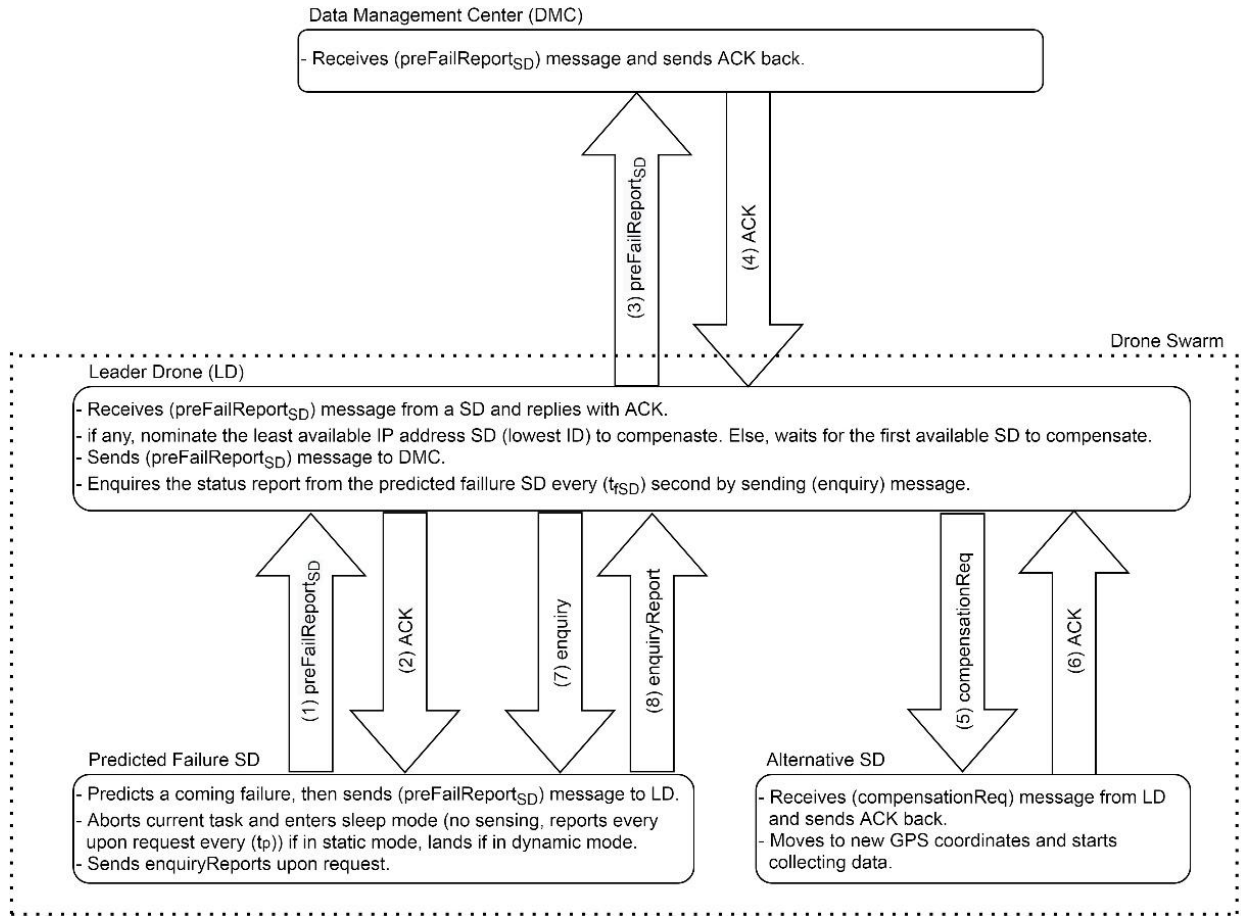 Data Management Center (DMC)
- Receives (preFailReportSD) message and sends ACK back.
(3) preFailReportSD
(4) ACK
Drone Swarm
Leader Drone (LD)
- Receives (preFailReportSD) message from a SD and replies with ACK.
- if any, nominate the least available IP address SD (lowest ID) to compenaste. Else, waits for the first available SD to compensate.
- Sends (preFailReportSD) message to DMC.
- Enquires the status report from the predicted faillure SD every (tfSD) second by sending (enquiry) message.
(1) preFailReportSD
(2) ACK
(7) enquiry
(8) enquiryReport
(5) compensationReq
(6) ACK
Predicted Failure SD
- Predicts a coming failure, then sends (preFailReportSD) message to LD.
- Aborts current task and enters sleep mode (no sensing, reports every
upon request every (tp)) if in static mode, lands if in dynamic mode.
- Sends enquiryReports upon request.
Alternative SD
- Receives (compensationReq) message from LD
and sends ACK back.
- Moves to new GPS coordinates and starts
collecting data.